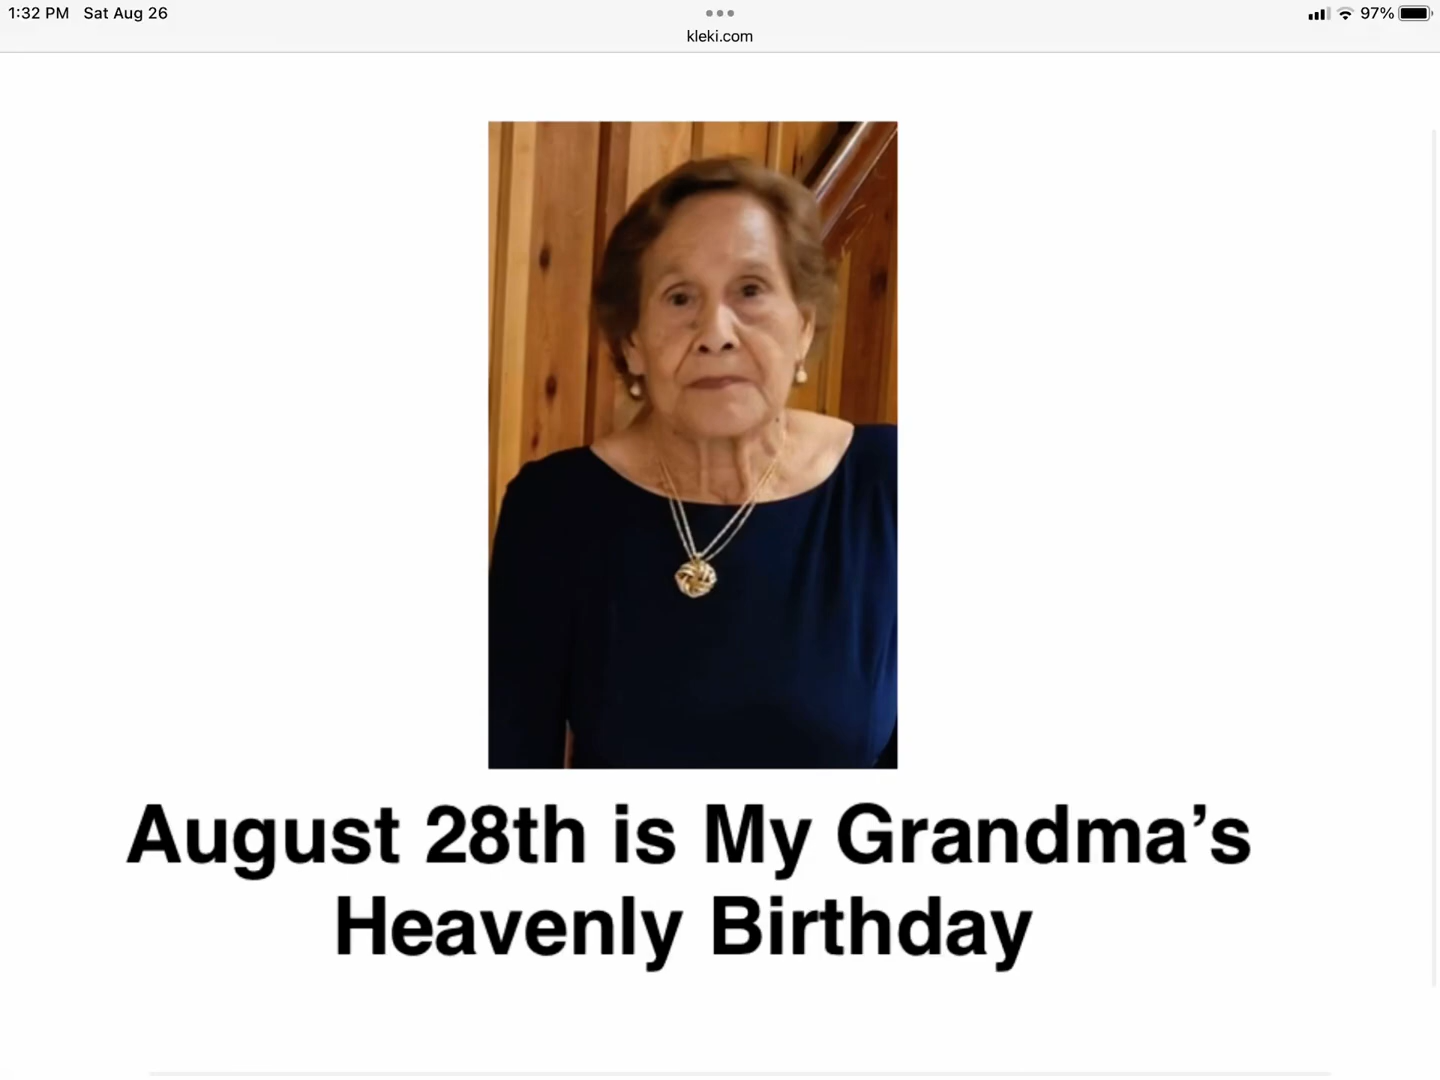 1:32 PM Sat Aug 26
97%
kleki.com
August 28th is My Grandma’s
Heavenly Birthday